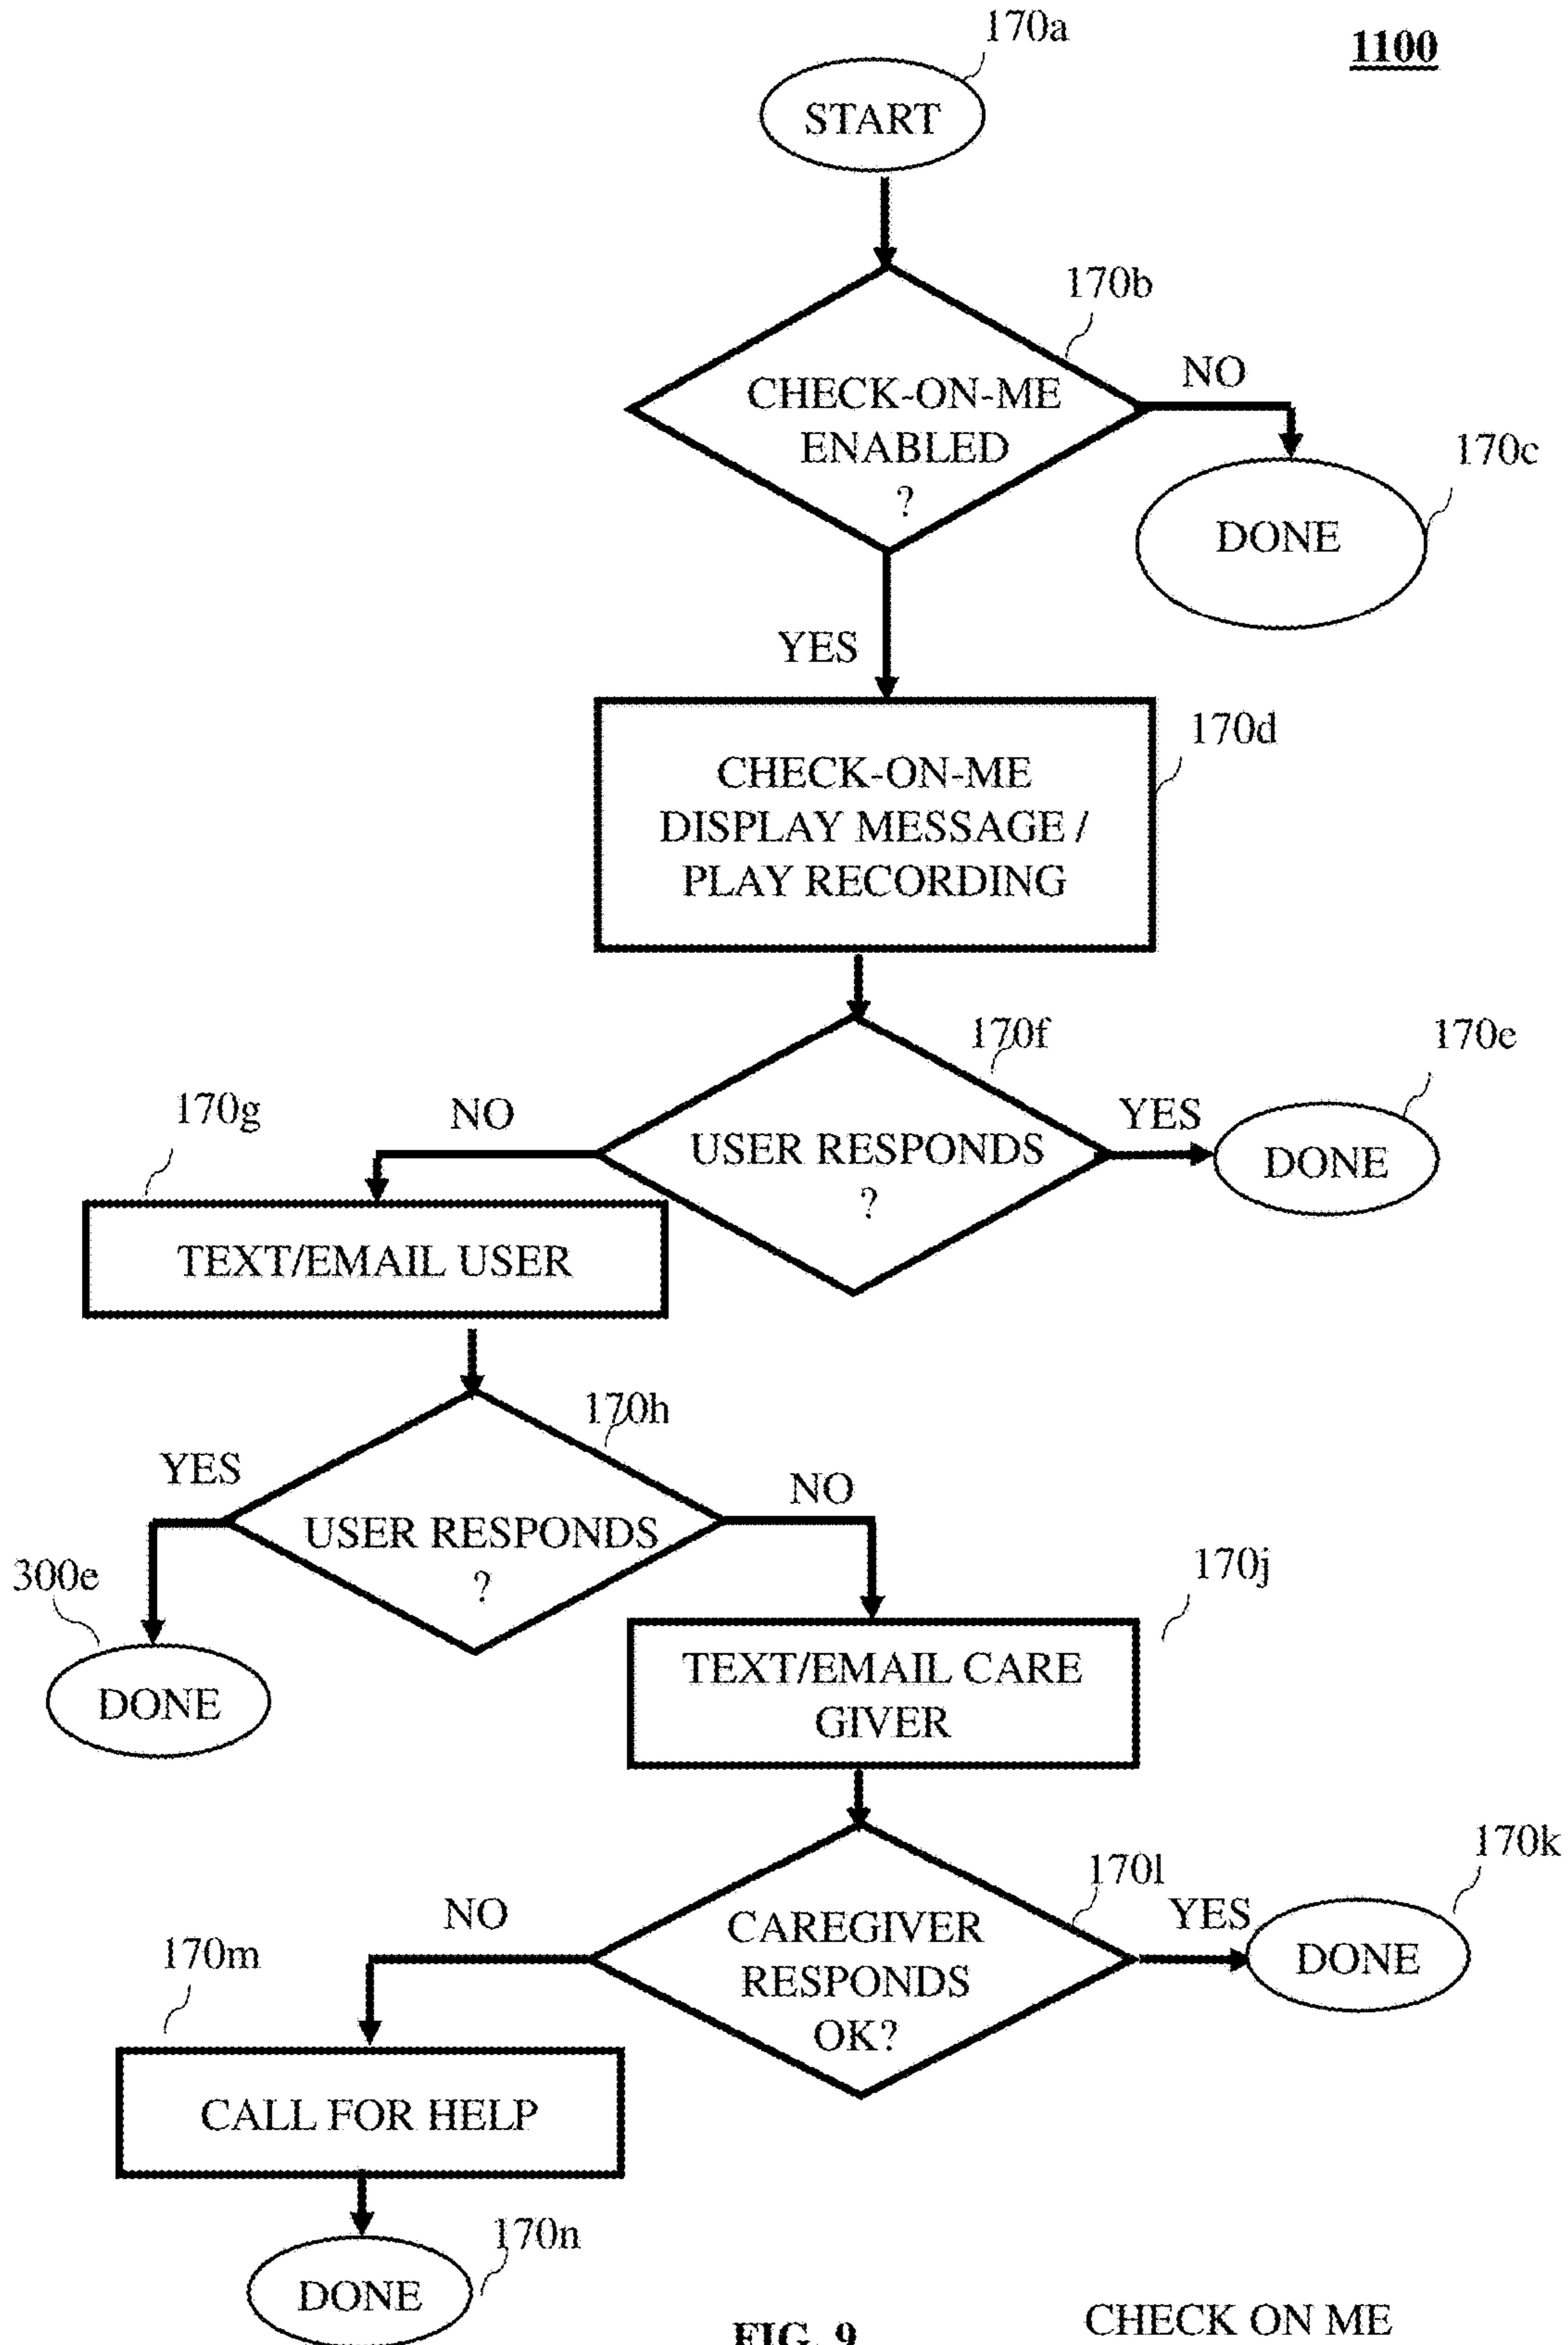 170a
1100
START
170b
CHECK-ON-ME
ENABLED
?
NO
170c
DONE
YES
170d
CHECK-ON-ME
DISPLAY MESSAGE /
PLAY RECORDING
170f
170e
170g
NO
YES
USER RESPONDS
?
DONE
TEXT/EMAIL USER
170h
YES
NO
USER RESPONDS
?
300e
170j
DONE
TEXT/EMAIL CARE
GIVER
170k
170l
NO
YES
CAREGIVER
RESPONDS
OK?
DONE
170m
CALL FOR HELP
170n
DONE
FIG. 9
CHECK ON ME